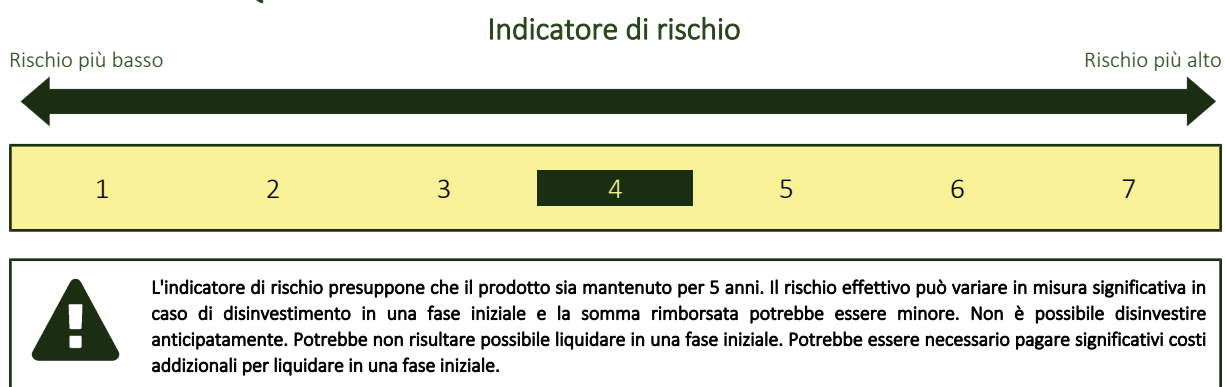 Indicatore di rischio
Rischio più basso
Rischio più alto
1 2 3 4 5 6 7
L'indicatore di rischio presuppone che il prodotto sia mantenuto per 5 anni. Il rischio effettivo può variare in misura significativa in
caso di disinvestimento in una fase iniziale e la somma rimborsata potrebbe essere minore. Non è possibile disinvestire
anticipatamente. Potrebbe non risultare possibile liquidare in una fase iniziale. Potrebbe essere necessario pagare significativi costi
addizionali per liquidare in una fase iniziale.